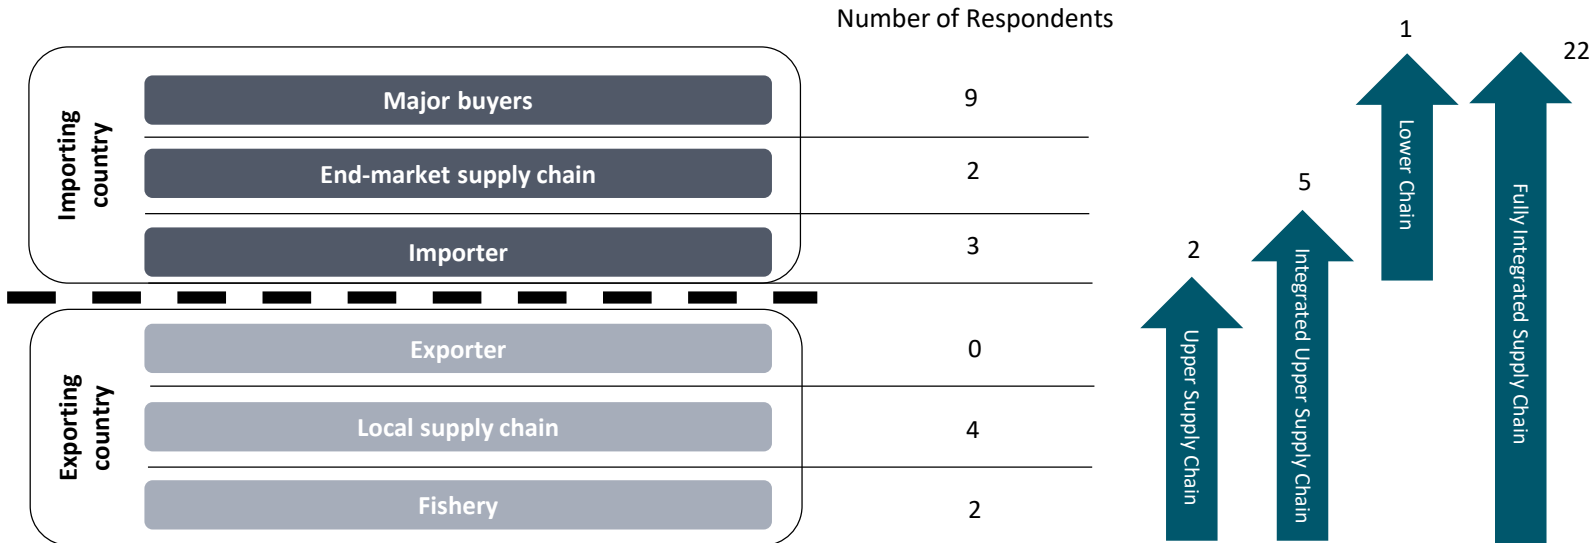 Number of Respondents
Importing
country
Major buyers
9
End-market supply chain
2
Importer
3
Exporting
country
Exporter
0
Local supply chain
4
Fishery
2
2
Upper Supply Chain
5
Integrated Upper Supply Chain
1
Lower Chain
22
Fully Integrated Supply Chain